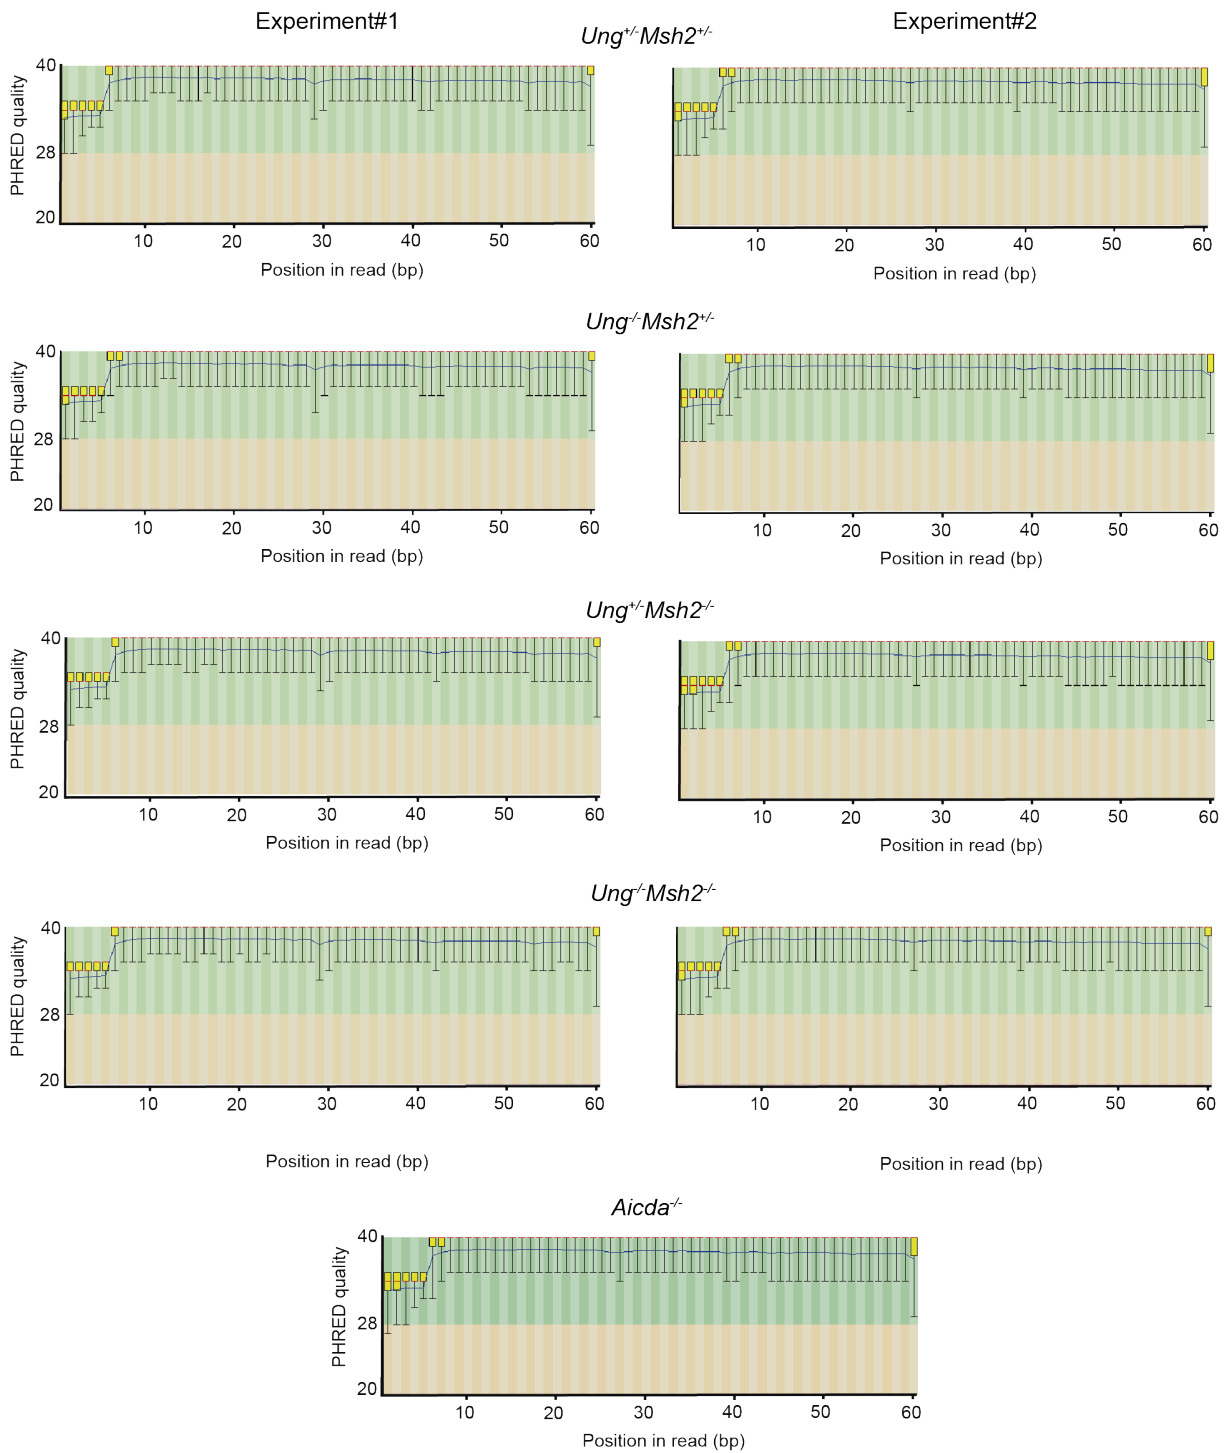 Experiment#1
Experiment#2
Ung+/-Msh2+/-
PHRED quality
40
28
20
10 20 30 40 50 60
Position in read (bp)
10 20 30 40 50 60
Position in read (bp)
Ung-/-Msh2+/-
PHRED quality
40
28
20
10 20 30 40 50 60
Position in read (bp)
10 20 30 40 50 60
Position in read (bp)
Ung+/-Msh2-/-
PHRED quality
40
28
20
10 20 30 40 50 60
Position in read (bp)
10 20 30 40 50 60
Position in read (bp)
Ung-/-Msh2-/-
PHRED quality
40
28
20
10 20 30 40 50 60
Position in read (bp)
10 20 30 40 50 60
Position in read (bp)
Aicda-/-
PHRED quality
40
28
20
10 20 30 40 50 60
Position in read (bp)